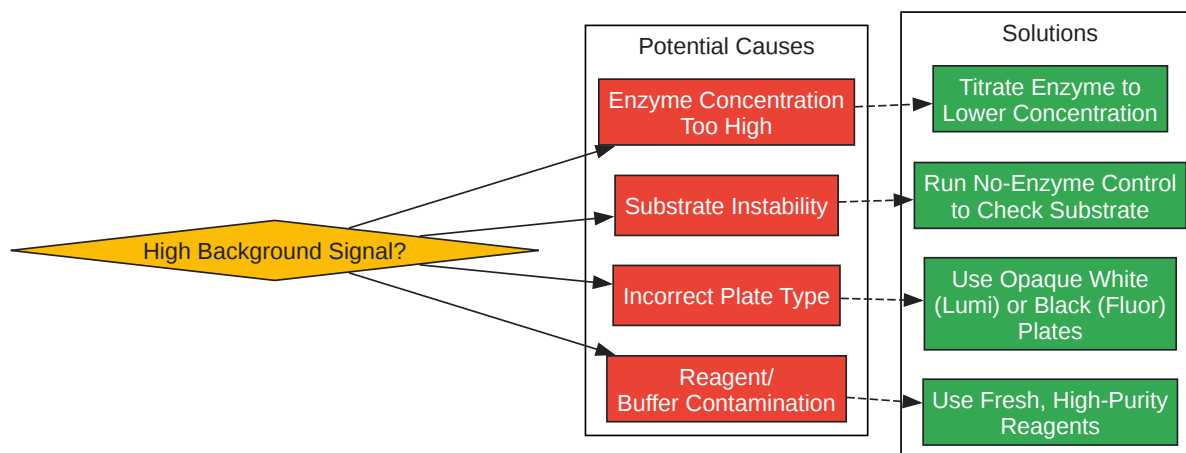 High Background Signal?
Potential Causes
Enzyme Concentration
Too High
Substrate Instability
Incorrect Plate Type
Reagent/
Buffer Contamination
Solutions
Titrate Enzyme to
Lower Concentration
Run No-Enzyme Control
to Check Substrate
Use Opaque White
(Lumi) or Black (Fluor)
Plates
Use Fresh, High-Purity
Reagents